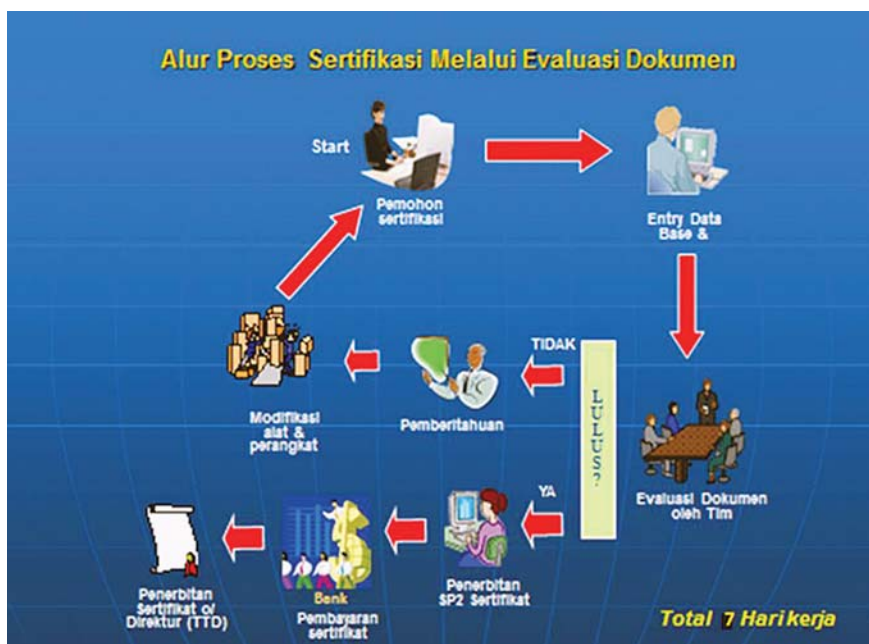 Alur Proses Sertifikasi Melalui Evaluasi Dokumen
Start
Pemohon
sertifikasi
Entry Data
Base &
Evaluasi Dokumen
oleh Tim
LULUS?
TIDAK
Pemberitahuan
Modifikasi
alat &
perangkat
YA
Penerbitan
SP2 Sertifikat
Bank
Pembayaran
sertifikat
Penerbitan
Sertifikat o/
Direktur (TTD)
Total 7 Hari kerja